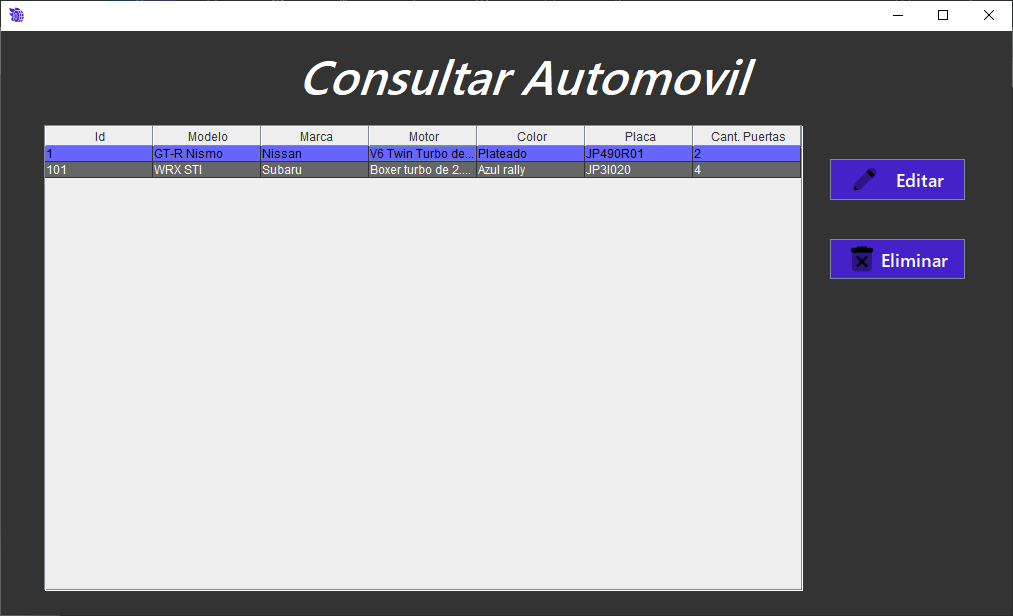 Consultar Automovil
Id Modelo Marca Motor Color Placa Cant. Puertas
1 GT-R Nismo Nissan V6 Twin Turbo de... Plateado JP490R01 2
101 WRX STI Subaru Boxer turbo de 2.... Azul rally JP3I020 4
Editar
Eliminar